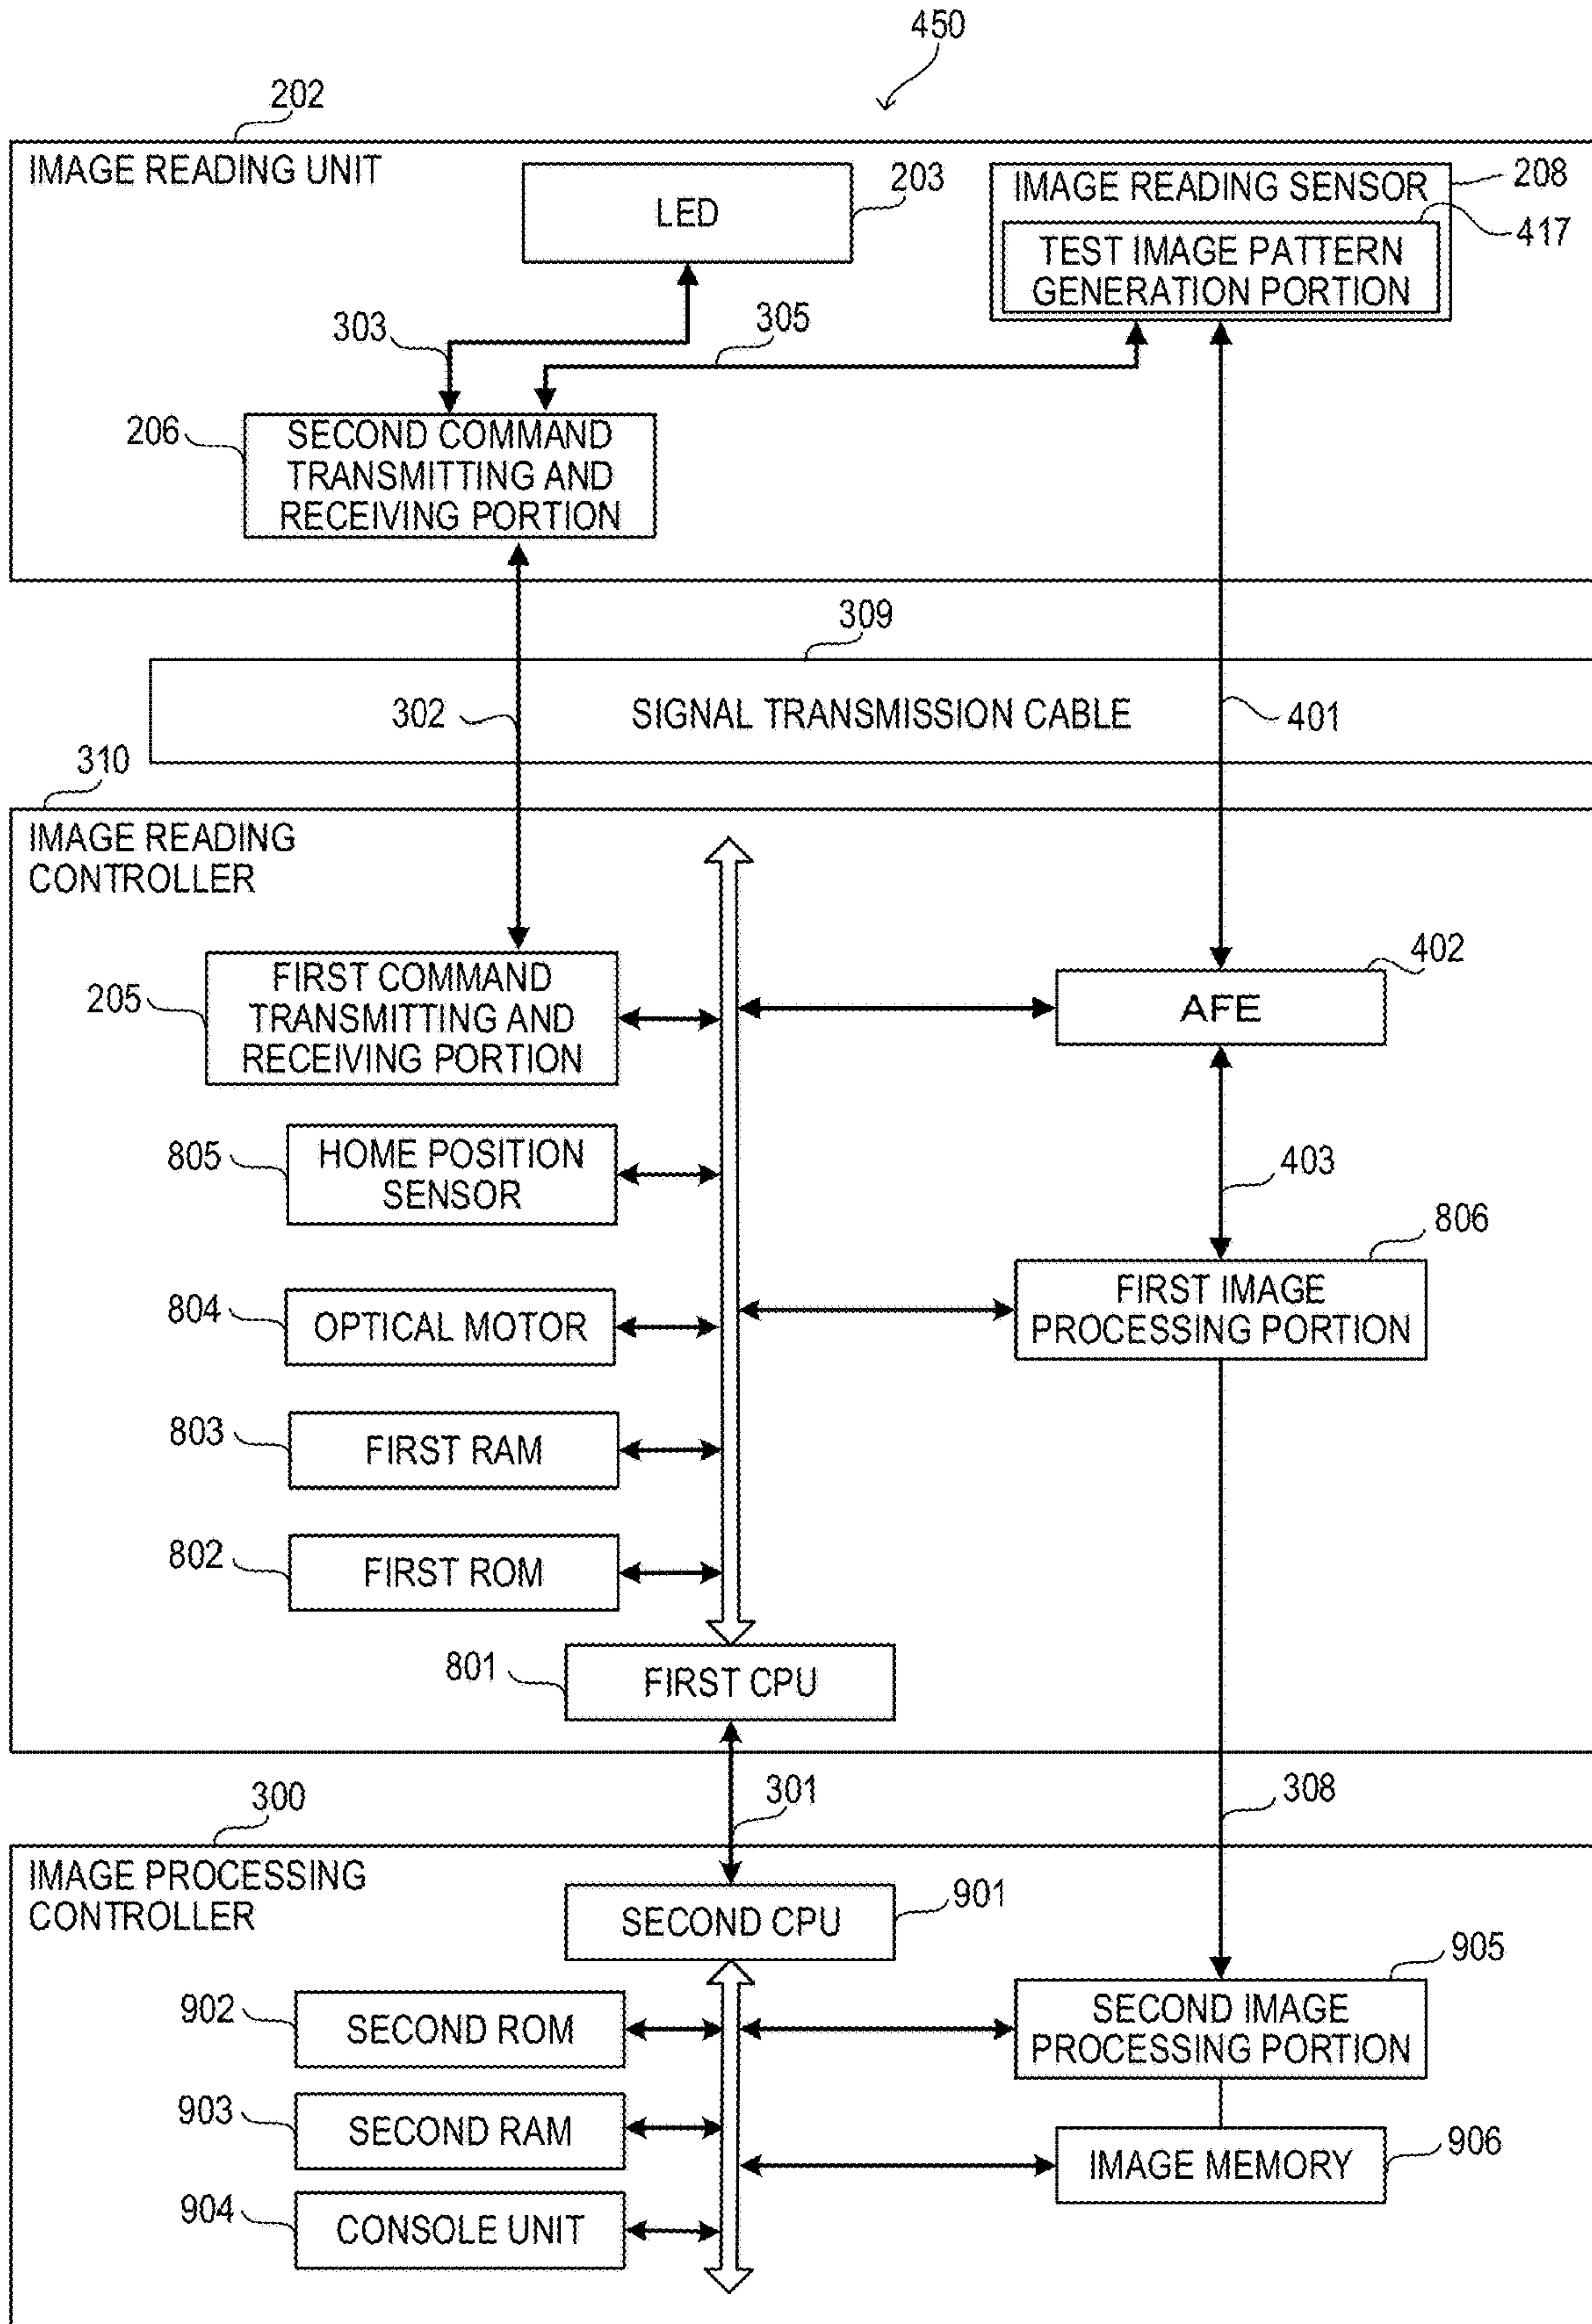 450
202
IMAGE READING UNIT
LED
203
IMAGE READING SENSOR
208
TEST IMAGE PATTERN
GENERATION PORTION
417
303
305
206
SECOND COMMAND
TRANSMITTING AND
RECEIVING PORTION
309
302
SIGNAL TRANSMISSION CABLE
401
310
IMAGE READING
CONTROLLER
205
FIRST COMMAND
TRANSMITTING AND
RECEIVING PORTION
402
AFE
805
HOME POSITION
SENSOR
403
806
804
OPTICAL MOTOR
FIRST IMAGE
PROCESSING PORTION
803
FIRST RAM
802
FIRST ROM
801
FIRST CPU
300
301
308
IMAGE PROCESSING
CONTROLLER
SECOND CPU
901
905
902
SECOND ROM
SECOND IMAGE
PROCESSING PORTION
903
SECOND RAM
IMAGE MEMORY
906
904
CONSOLE UNIT